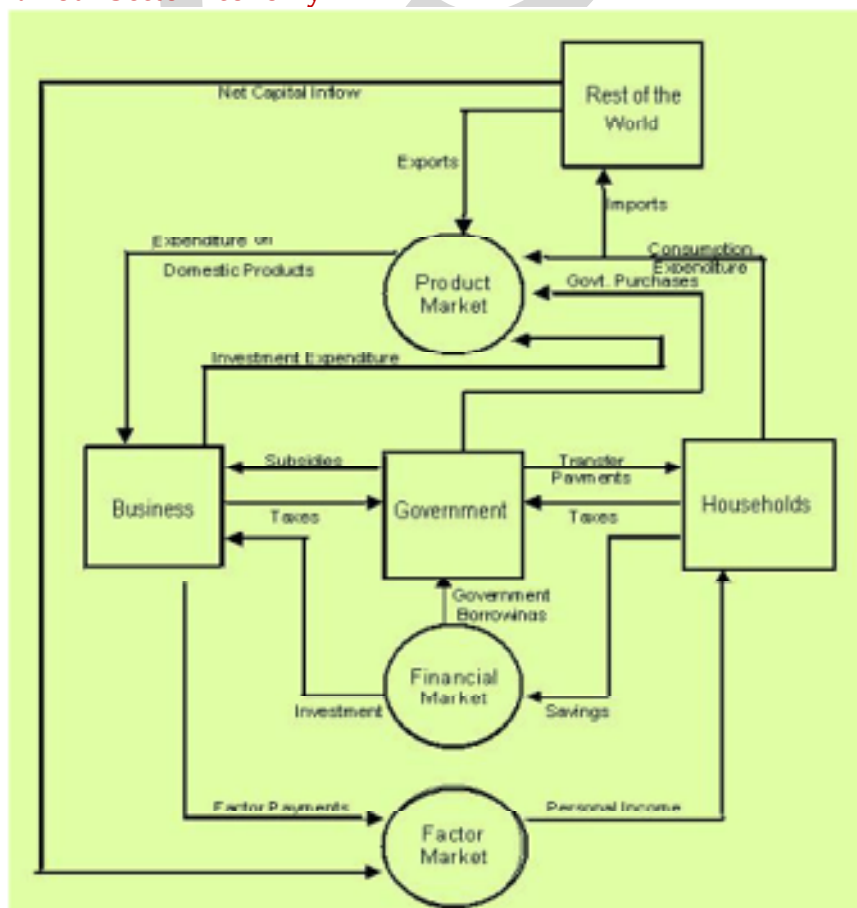 Rest of the
World
Net Capital Inflow
Exports
Imports
Expenditure on
Domestic Products
Consumption
Expenditure
Product
Market
Govt. Purchases
Investment Expenditure
Business
Subsidies
Taxes
Government
Transfer
Payments
Taxes
Households
Government
Borrowings
Financial
Market
Investment
Savings
Factor Payments
Factor
Market
Personal Income